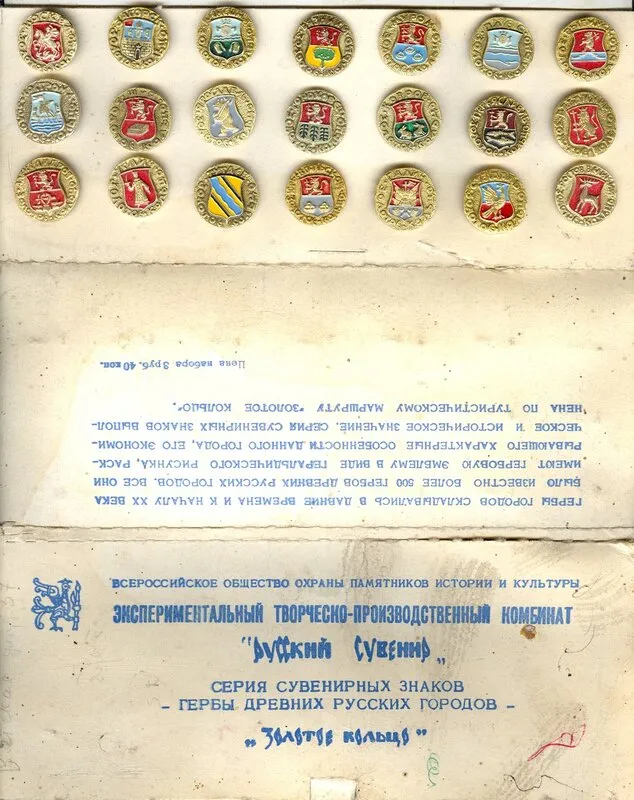 Цена набора 3 руб. 40 коп.
ГЕРБЫ ГОРОДОВ СКЛАДЫВАЛИСЬ В ДАВНИЕ ВРЕМЕНА И К НАЧАЛУ XX ВЕКА
БЫЛО ИЗВЕСТНО БОЛЕЕ 500 ГЕРБОВ ДРЕВНИХ РУССКИХ ГОРОДОВ. ВСЕ ОНИ
ИМЕЮТ ГЕРБОВУЮ ЭМБЛЕМУ В ВИДЕ ГЕРАЛЬДИЧЕСКОГО РИСУНКА, РАСК-
РЫВАЮЩЕГО ХАРАКТЕРНЫЕ ОСОБЕННОСТИ ДАННОГО ГОРОДА, ЕГО ЭКОНОМИ-
ЧЕСКОЕ И ИСТОРИЧЕСКОЕ ЗНАЧЕНИЕ. СЕРИЯ СУВЕНИРНЫХ ЗНАКОВ ВЫПОЛ-
НЕНА ПО ТУРИСТИЧЕСКОМУ МАРШРУТУ "ЗОЛОТОЕ КОЛЬЦО".
ВСЕРОССИЙСКОЕ ОБЩЕСТВО ОХРАНЫ ПАМЯТНИКОВ ИСТОРИИ И КУЛЬТУРЫ
ЭКСПЕРИМЕНТАЛЬНЫЙ ТВОРЧЕСКО-ПРОИЗВОДСТВЕННЫЙ КОМБИНАТ
"РУССКИЙ СУВЕНИР"
СЕРИЯ СУВЕНИРНЫХ ЗНАКОВ
- ГЕРБЫ ДРЕВНИХ РУССКИХ ГОРОДОВ -
"ЗОЛОТОЕ КОЛЬЦО"